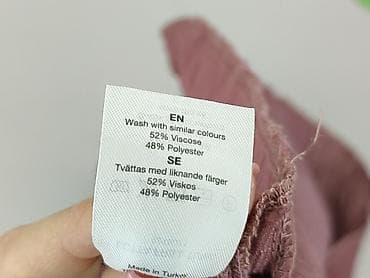 EN
Wash with similar colours
52% Viscose
48% Polyester
SE
Tvättas med liknande färger
52% Viskos
48% Polyester
Made in